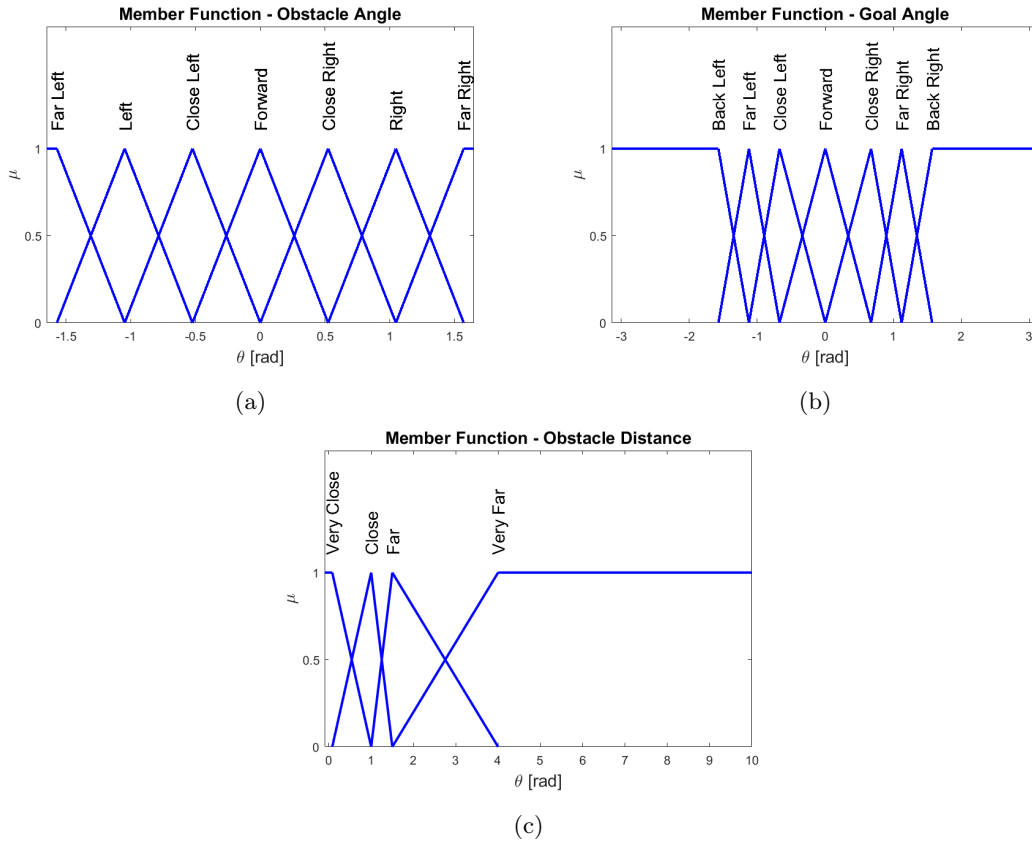 Member Function - Obstacle Angle
Far Left
Left
Close Left
Forward
Close Right
Right
Far Right
1
0.5
0
μ
-1.5 -1 -0.5 0 0.5 1 1.5
θ [rad]
(a)
Member Function - Goal Angle
Back Left
Far Left
Close Left
Forward
Close Right
Far Right
Back Right
1
0.5
0
μ
-3 -2 -1 0 1 2 3
θ [rad]
(b)
Member Function - Obstacle Distance
Very Close
Close
Far
Very Far
1
0.5
0
μ
0 1 2 3 4 5 6 7 8 9 10
θ [rad]
(c)